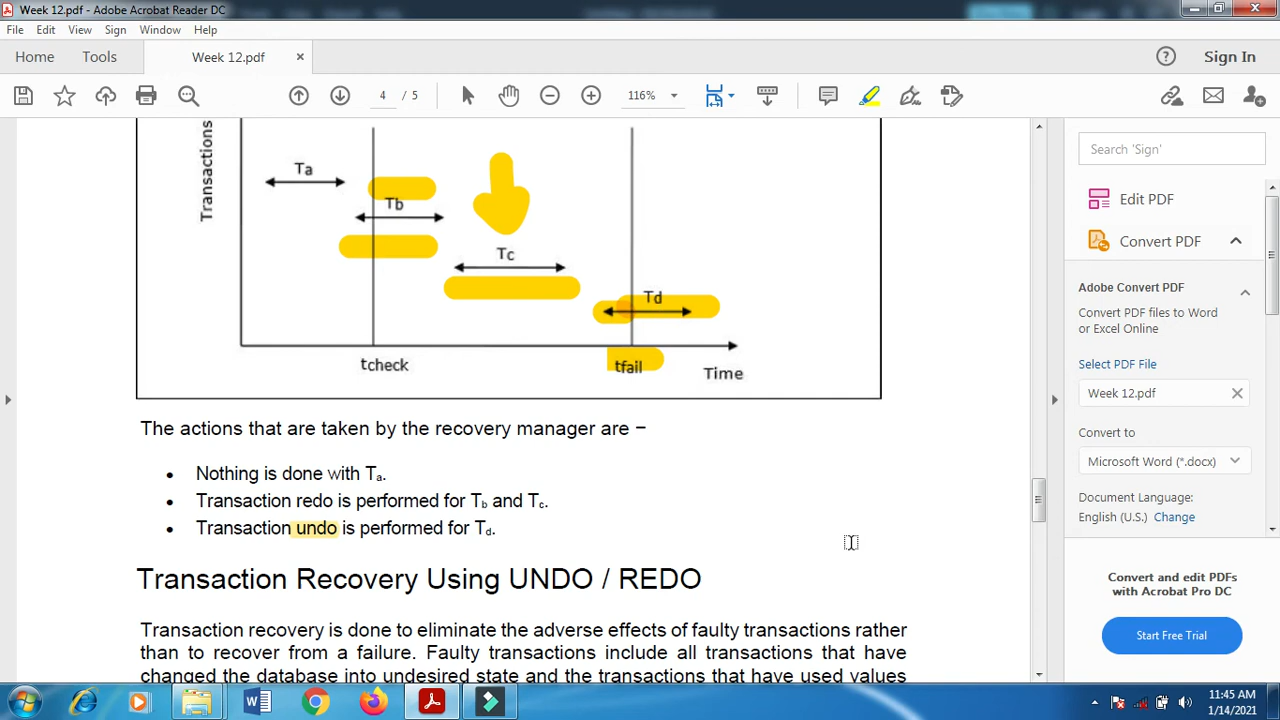 Week 12.pdf - Adobe Acrobat Reader DC
File Edit View Sign Window Help
Home Tools Week 12.pdf × Sign In
4 / 5 116%
Transactions
Ta
Tb
Tc
Td
tcheck tfail Time
The actions that are taken by the recovery manager are −
• Nothing is done with Ta.
• Transaction redo is performed for Tb and Tc.
• Transaction undo is performed for Td.
Transaction Recovery Using UNDO / REDO
Transaction recovery is done to eliminate the adverse effects of faulty transactions rather
than to recover from a failure. Faulty transactions include all transactions that have
changed the database into undesired state and the transactions that have used values
Search 'Sign'
Edit PDF
Convert PDF
Adobe Convert PDF
Convert PDF files to Word
or Excel Online
Select PDF File
Week 12.pdf
Convert to
Microsoft Word (*.docx)
Document Language:
English (U.S.) Change
Convert and edit PDFs
with Acrobat Pro DC
Start Free Trial
11:45 AM
1/14/2021